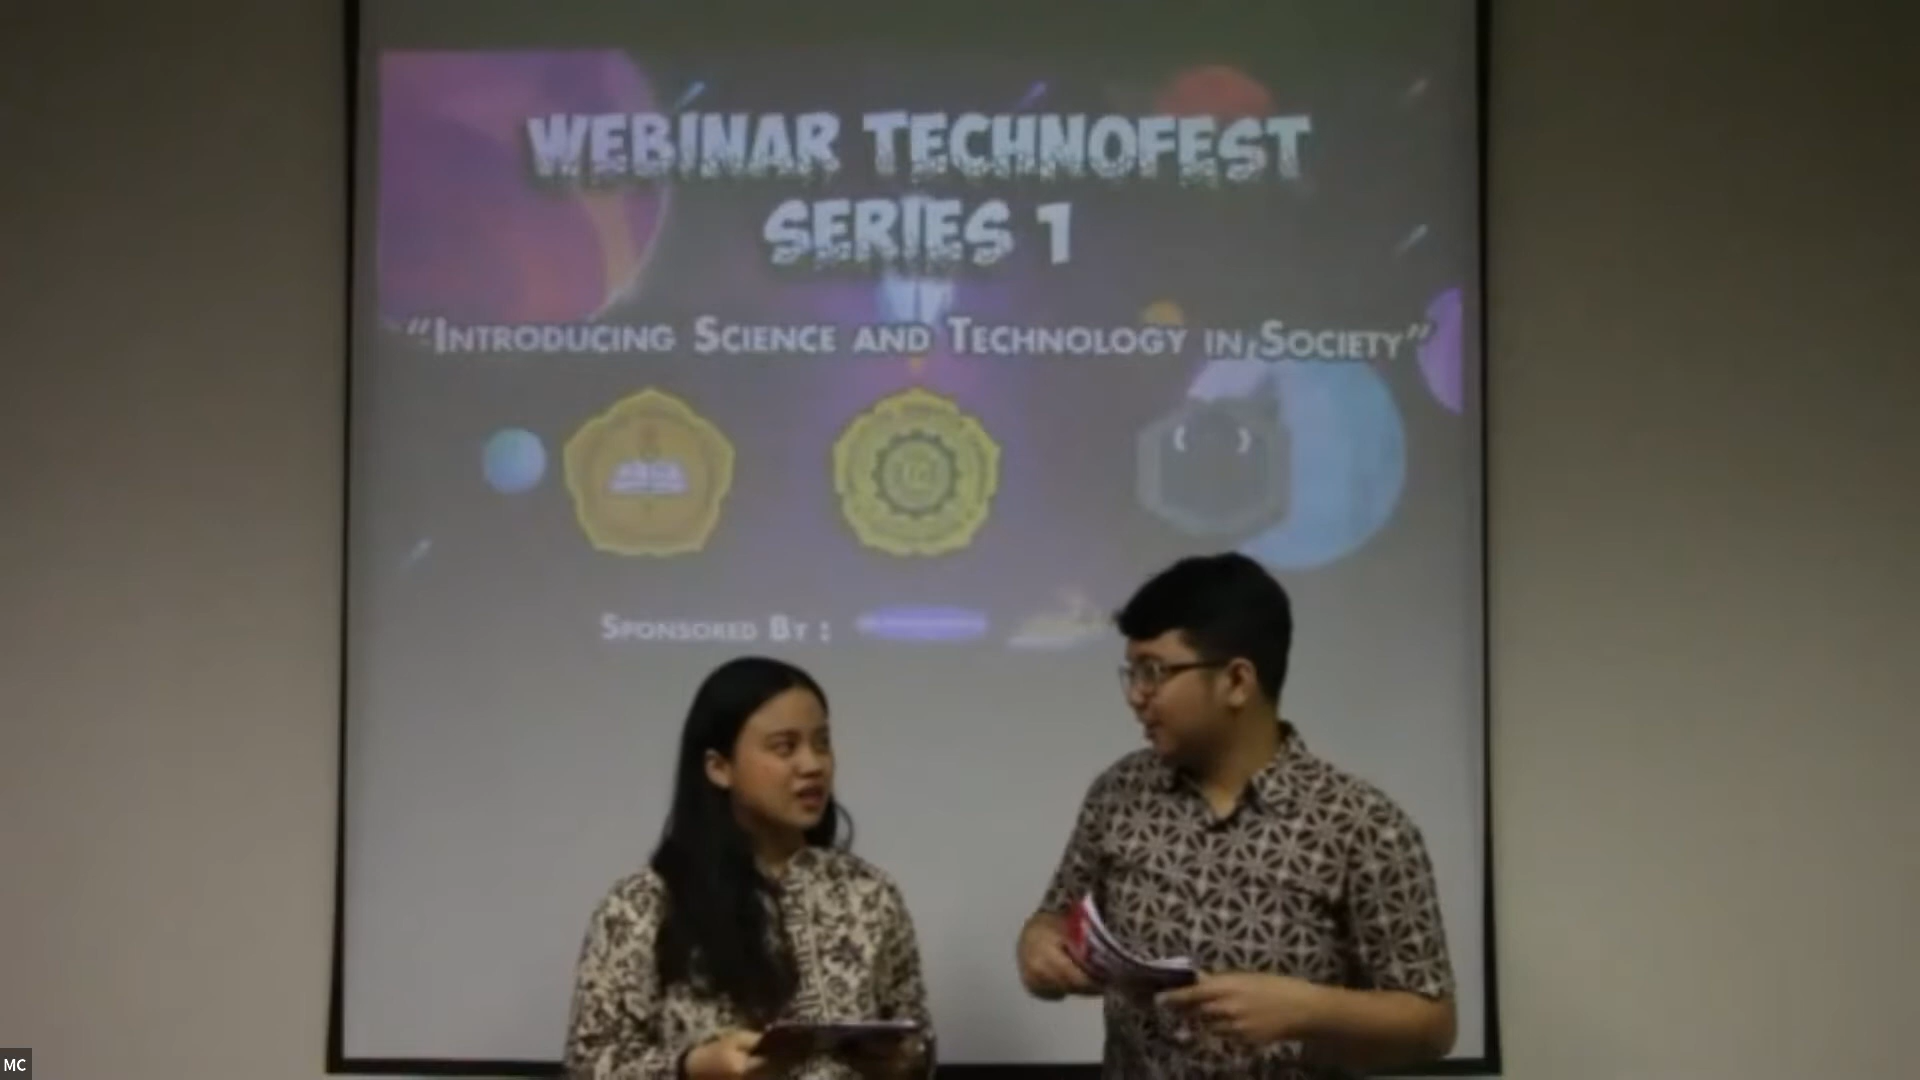 WEBINAR TECHNOFEST
SERIES 1
“INTRODUCING SCIENCE AND TECHNOLOGY IN SOCIETY”
SPONSORED BY :
MC